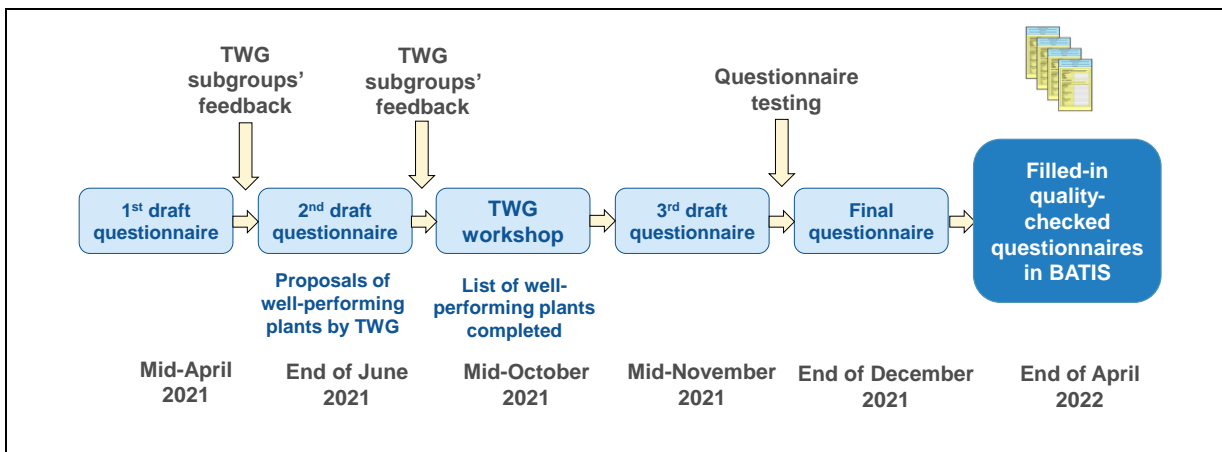 TWG
subgroups'
feedback
TWG
subgroups'
feedback
Questionnaire
testing
1st draft
questionnaire
2nd draft
questionnaire
TWG
workshop
3rd draft
questionnaire
Final
questionnaire
Filled-in
quality-
checked
questionnaires
in BATIS
Proposals of
well-performing
plants by TWG
List of well-
performing plants
completed
Mid-April
2021
End of June
2021
Mid-October
2021
Mid-November
2021
End of December
2021
End of April
2022